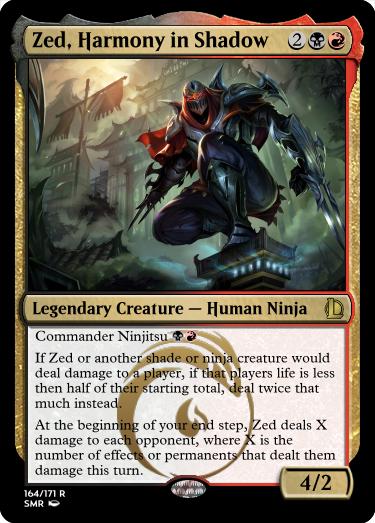 Zed, Harmony in Shadow 2
Legendary Creature — Human Ninja
Commander Ninjitsu
If Zed or another shade or ninja creature would
deal damage to a player, if that players life is less
then half of their starting total, deal twice that
much instead.
At the beginning of your end step, Zed deals X
damage to each opponent, where X is the
number of effects or permanents that dealt them
damage this turn.
4/2
164/171 R
SMR